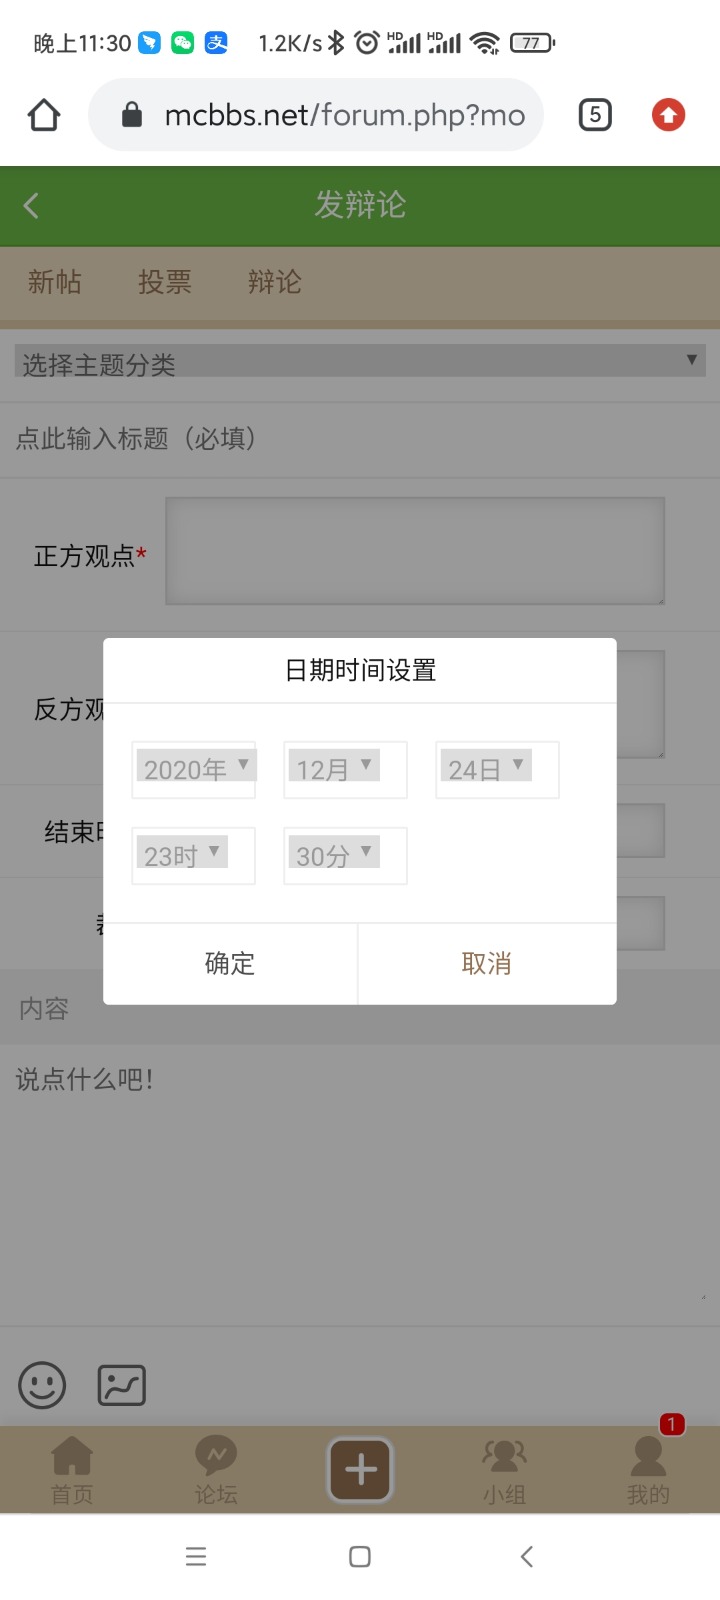 晚上11:30 1.2K/s HD HD 77
mcbbs.net/forum.php?mo 5
发辩论
新帖 投票 辩论
选择主题分类
点此输入标题（必填）
正方观点*
日期时间设置
反方观
2020年 12月 24日
结束
23时 30分
确定 取消
内容
说点什么吧！
1
首页 论坛 小组 我的